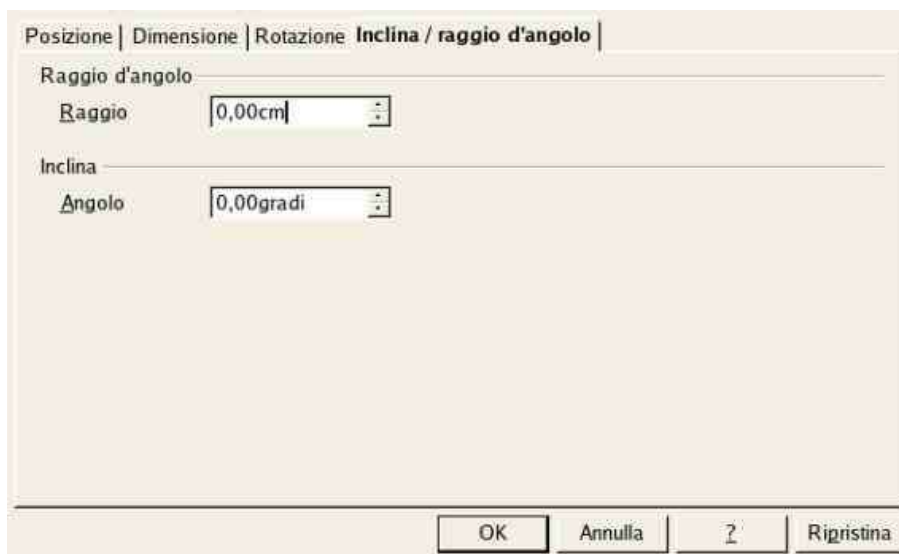 Posizione Dimensione Rotazione Inclina / raggio d'angolo
Raggio d'angolo
Raggio 0,00cm
Inclina
Angolo 0,00gradi
OK Annulla ? Ripristina